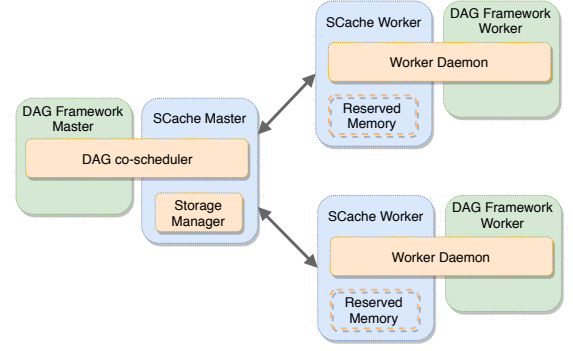 DAG Framework
Master
SCache Master
DAG co-scheduler
Storage
Manager
SCache Worker
DAG Framework
Worker
Worker Daemon
Reserved
Memory
SCache Worker
DAG Framework
Worker
Worker Daemon
Reserved
Memory